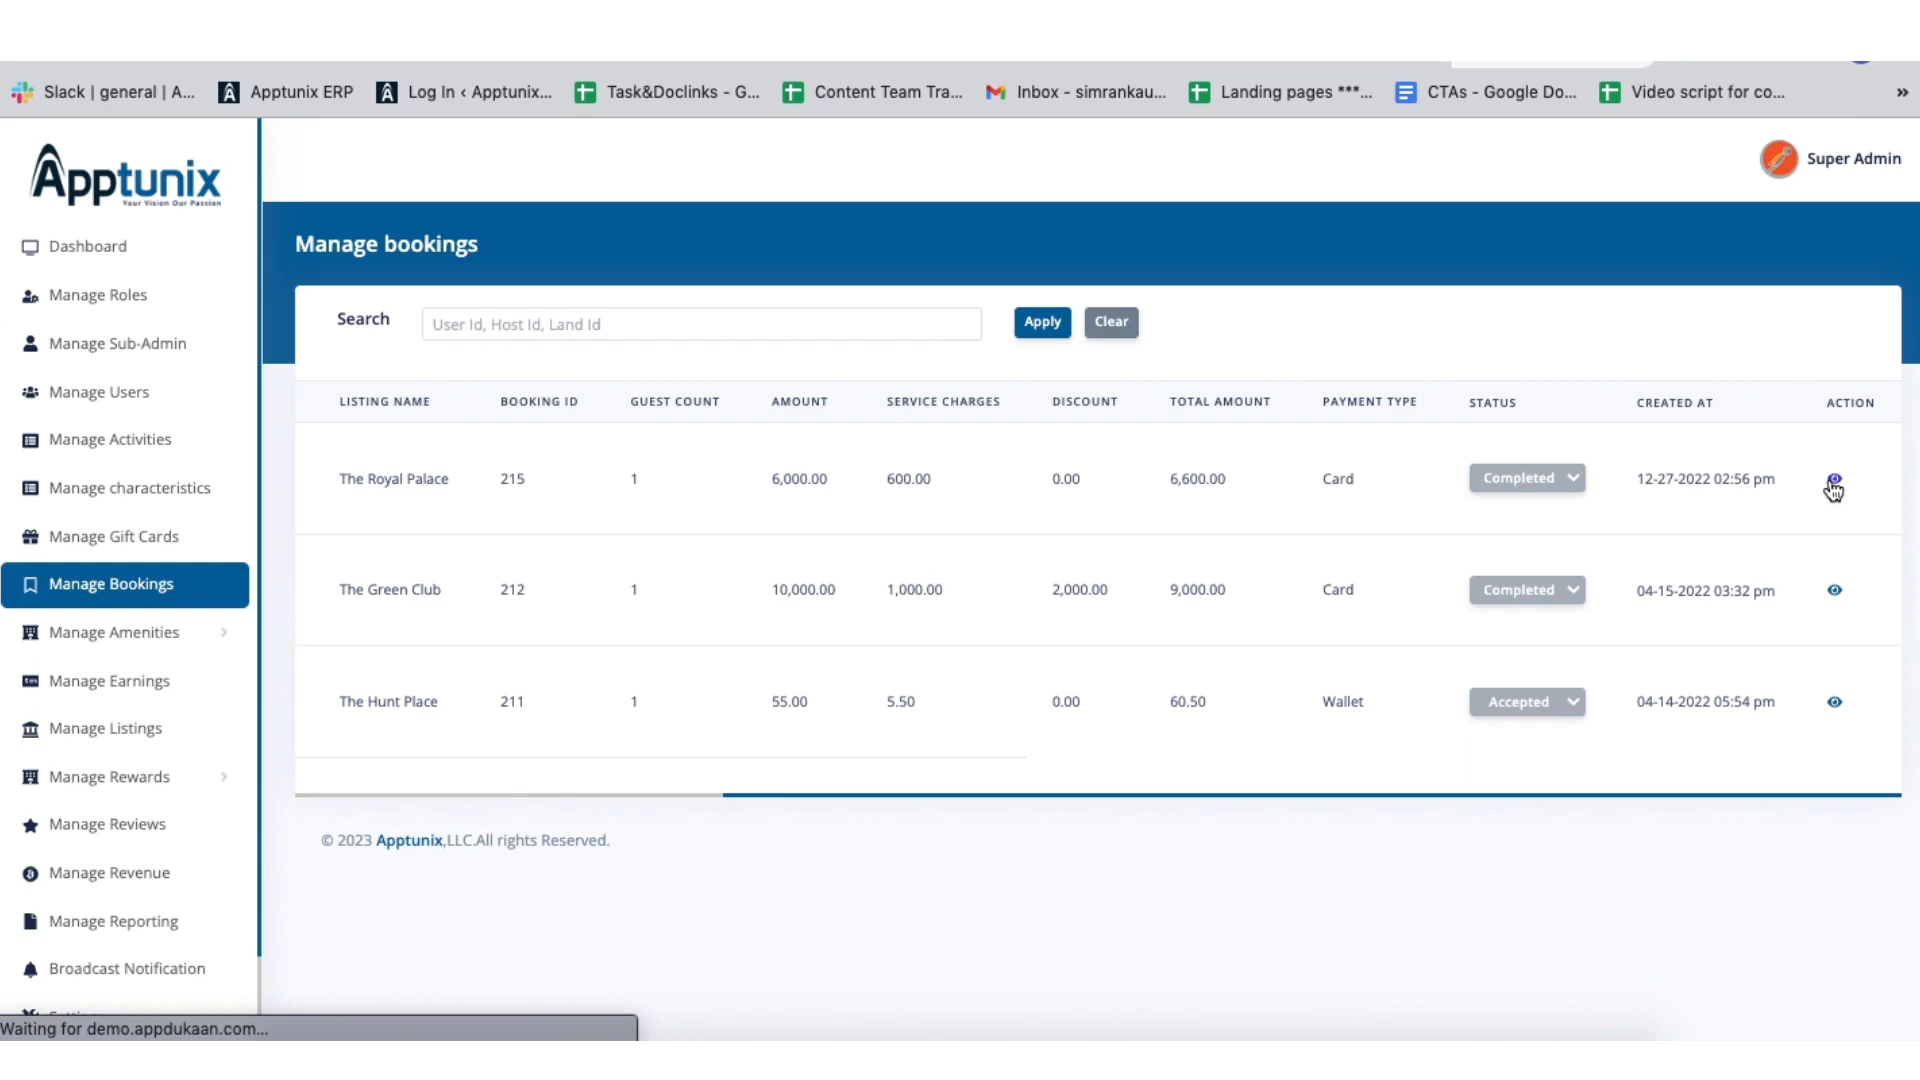 Slack | general | A... Apptunix ERP Log In ‹ Apptunix... Task&Doclinks - G... Content Team Tra... Inbox - simrankau... Landing pages ***... CTAs - Google Do... Video script for co... »
Apptunix
Your Vision Our Passion
Super Admin
Dashboard
Manage Roles
Manage Sub-Admin
Manage Users
Manage Activities
Manage characteristics
Manage Gift Cards
Manage Bookings
Manage Amenities
Manage Earnings
Manage Listings
Manage Rewards
Manage Reviews
Manage Revenue
Manage Reporting
Broadcast Notification
Manage bookings
Search User Id, Host Id, Land Id Apply Clear
LISTING NAME BOOKING ID GUEST COUNT AMOUNT SERVICE CHARGES DISCOUNT TOTAL AMOUNT PAYMENT TYPE STATUS CREATED AT ACTION
The Royal Palace 215 1 6,000.00 600.00 0.00 6,600.00 Card Completed 12-27-2022 02:56 pm
The Green Club 212 1 10,000.00 1,000.00 2,000.00 9,000.00 Card Completed 04-15-2022 03:32 pm
The Hunt Place 211 1 55.00 5.50 0.00 60.50 Wallet Accepted 04-14-2022 05:54 pm
© 2023 Apptunix,LLC.All rights Reserved.
Waiting for demo.appdukaan.com...